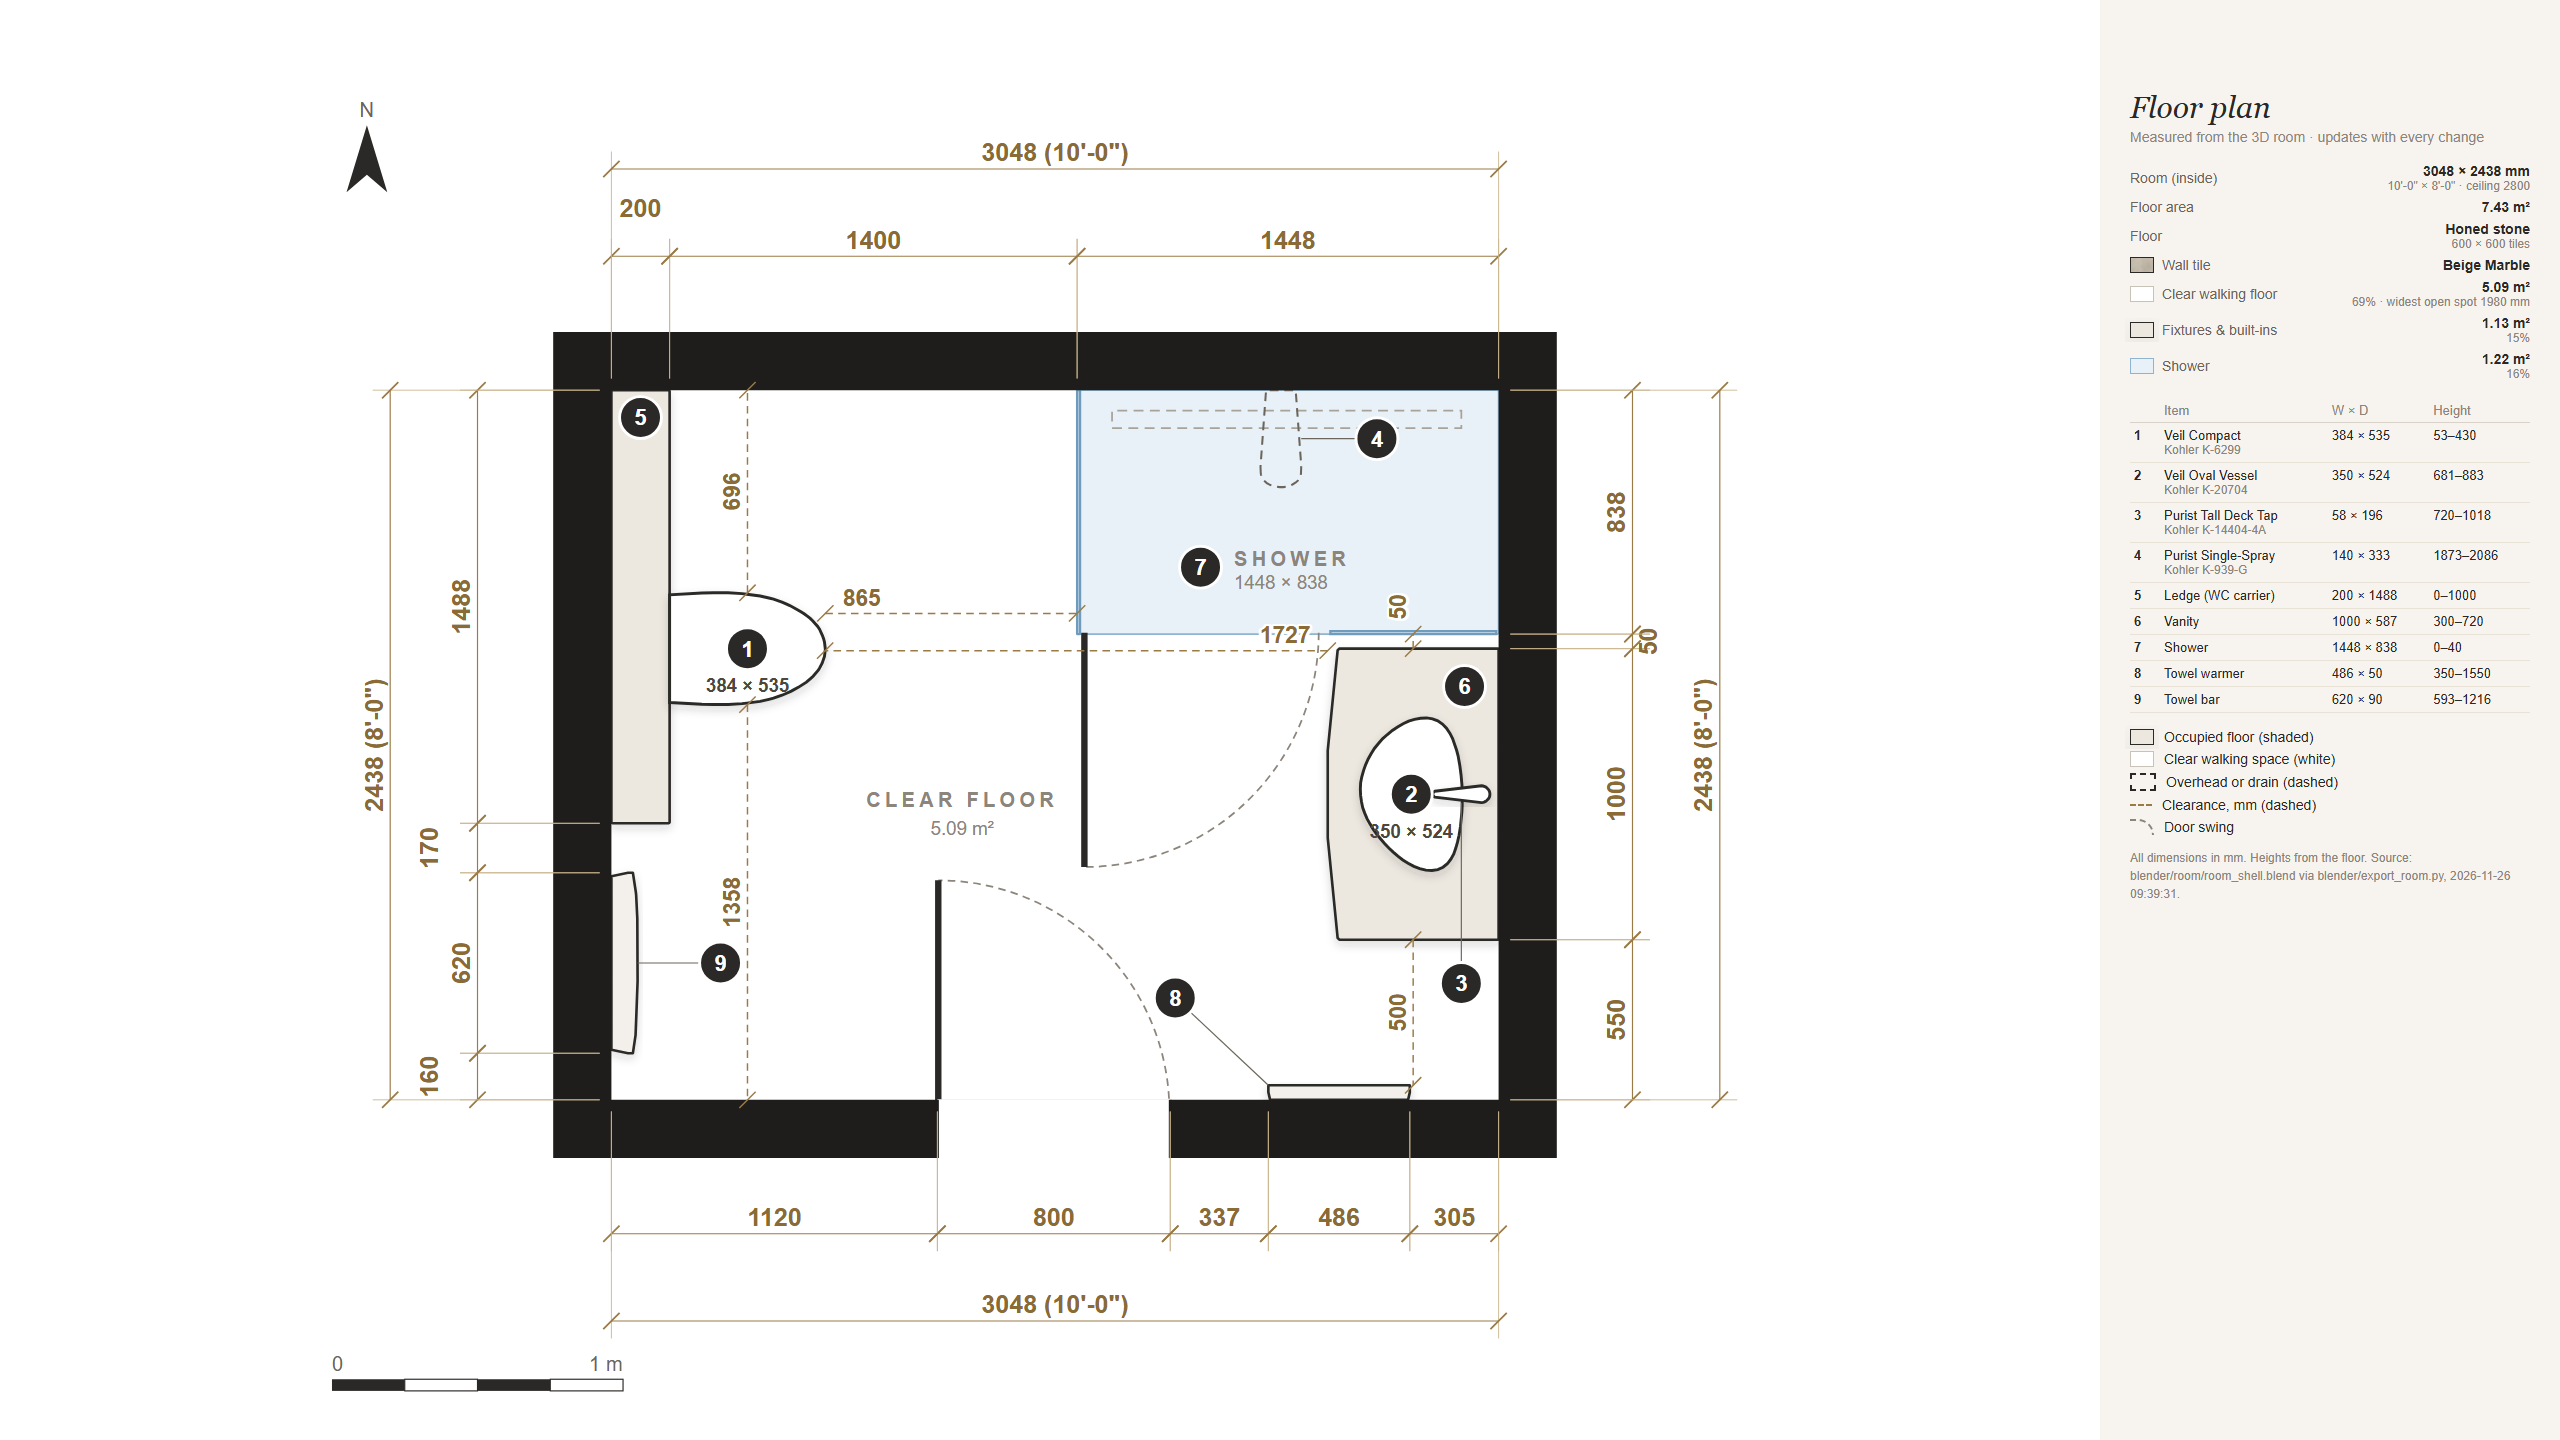 N
3048 (10'-0")
200
1400
1448
5
4
696
838
7
SHOWER
1448 × 838
865
50
1488
1727
50
1
384 × 535
6
2438 (8'-0")
2438 (8'-0")
2
350 × 524
1000
CLEAR FLOOR
5.09 m²
170
1358
620
9
8
3
500
550
160
1120
800
337
486
305
3048 (10'-0")
0
1 m
Floor plan
Measured from the 3D room · updates with every change
Room (inside) 3048 × 2438 mm
10'-0" × 8'-0" · ceiling 2800
Floor area 7.43 m²
Floor Honed stone
600 × 600 tiles
Wall tile Beige Marble
Clear walking floor 5.09 m²
69% · widest open spot 1980 mm
Fixtures & built-ins 1.13 m²
15%
Shower 1.22 m²
16%
Item W × D Height
1 Veil Compact 384 × 535 53–430
Kohler K-6299
2 Veil Oval Vessel 350 × 524 681–883
Kohler K-20704
3 Purist Tall Deck Tap 58 × 196 720–1018
Kohler K-14404-4A
4 Purist Single-Spray 140 × 333 1873–2086
Kohler K-939-G
5 Ledge (WC carrier) 200 × 1488 0–1000
6 Vanity 1000 × 587 300–720
7 Shower 1448 × 838 0–40
8 Towel warmer 486 × 50 350–1550
9 Towel bar 620 × 90 593–1216
Occupied floor (shaded)
Clear walking space (white)
Overhead or drain (dashed)
Clearance, mm (dashed)
Door swing
All dimensions in mm. Heights from the floor. Source:
blender/room/room_shell.blend via blender/export_room.py, 2026-11-26
09:39:31.